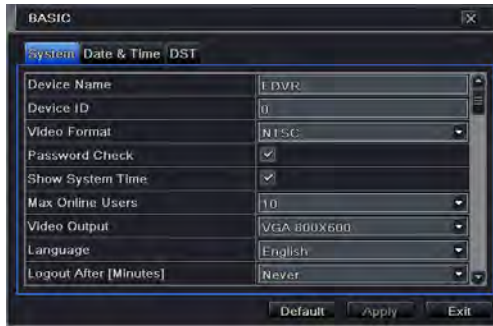 BASIC
System Date & Time DST
Device Name EDVR
Device ID 0
Video Format NTSC
Password Check
Show System Time
Max Online Users 10
Video Output VGA 800X600
Language English
Logout After [Minutes] Never
Default Apply Exit